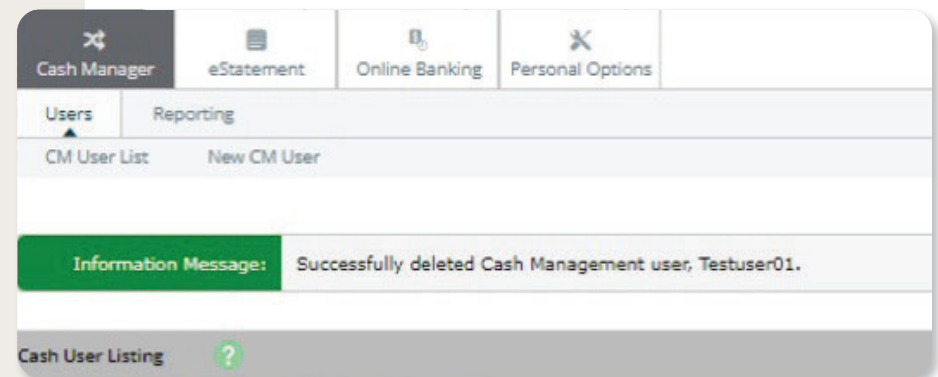 Cash Manager eStatement Online Banking Personal Options
Users Reporting
CM User List New CM User
Information Message: Successfully deleted Cash Management user, Testuser01.
Cash User Listing ?